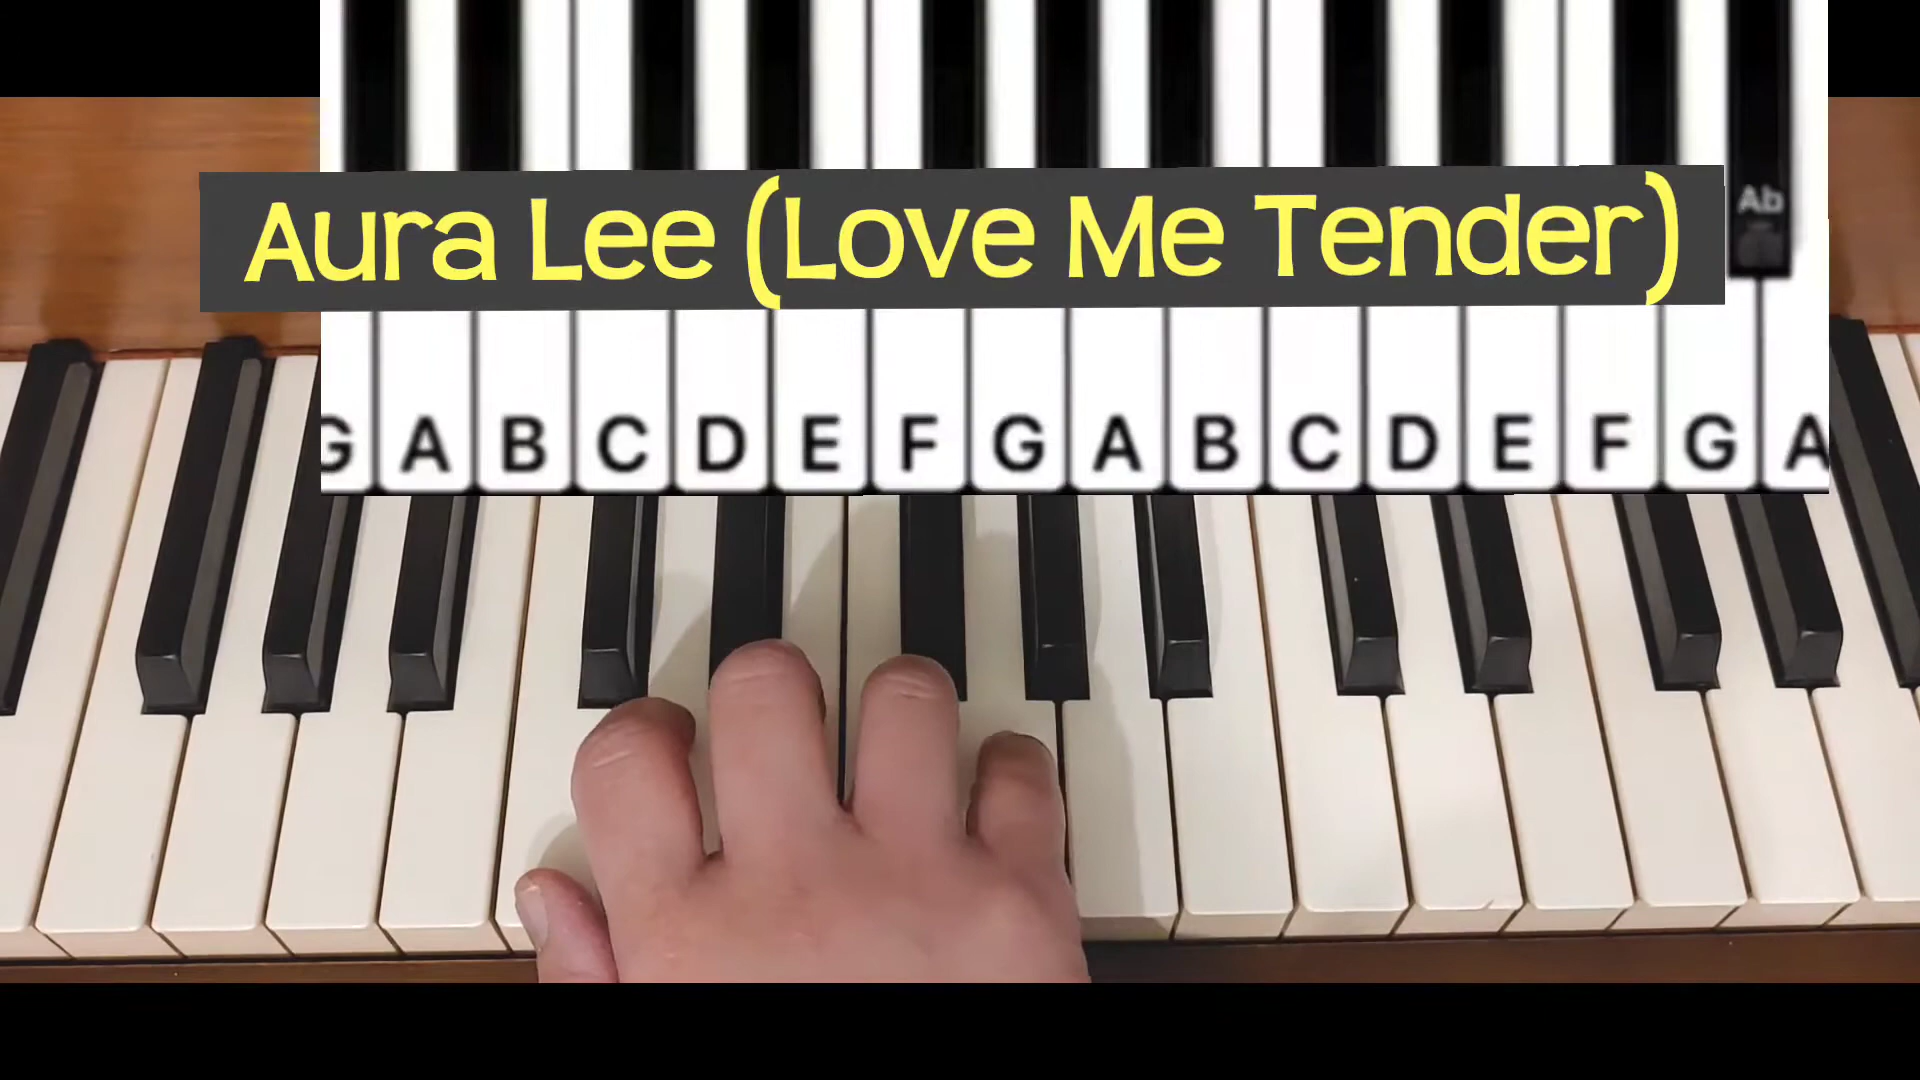 Aura Lee (Love Me Tender)
Ab
G A B C D E F G A B C D E F G A